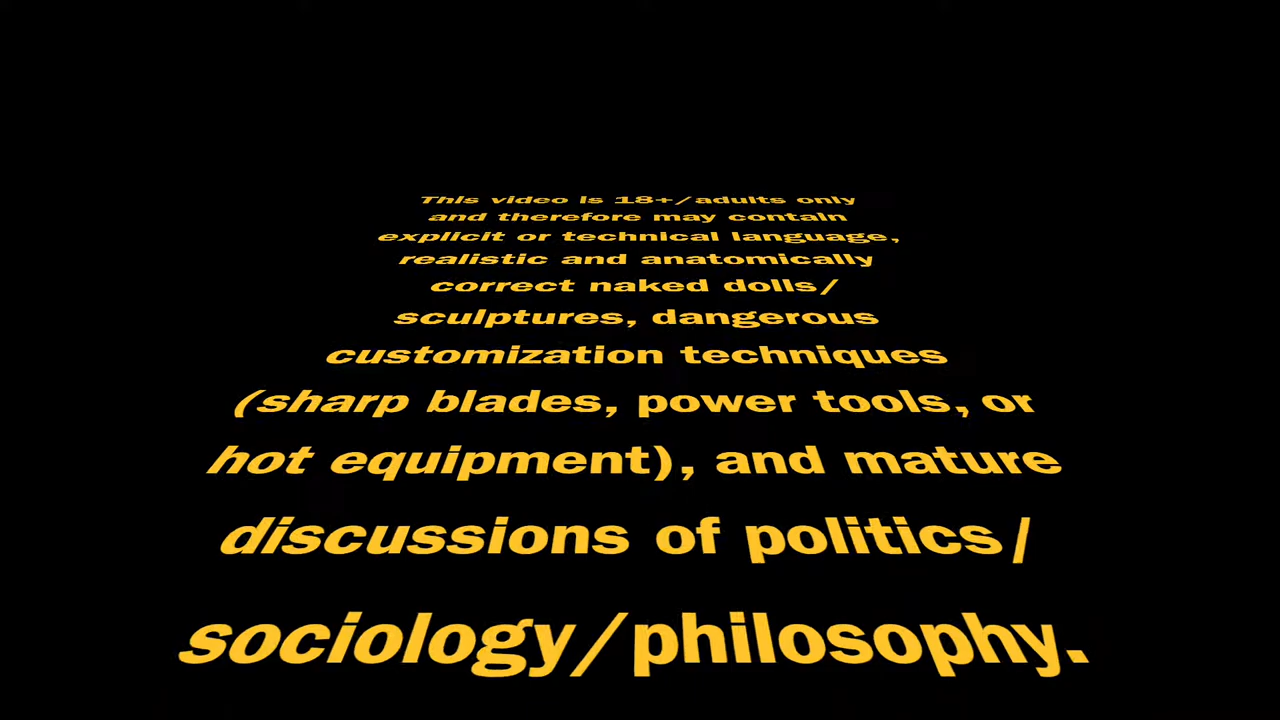 This video is 18+/adults only
and therefore may contain
explicit or technical language,
realistic and anatomically
correct naked dolls/
sculptures, dangerous
customization techniques
(sharp blades, power tools, or
hot equipment), and mature
discussions of politics/
sociology/philosophy.